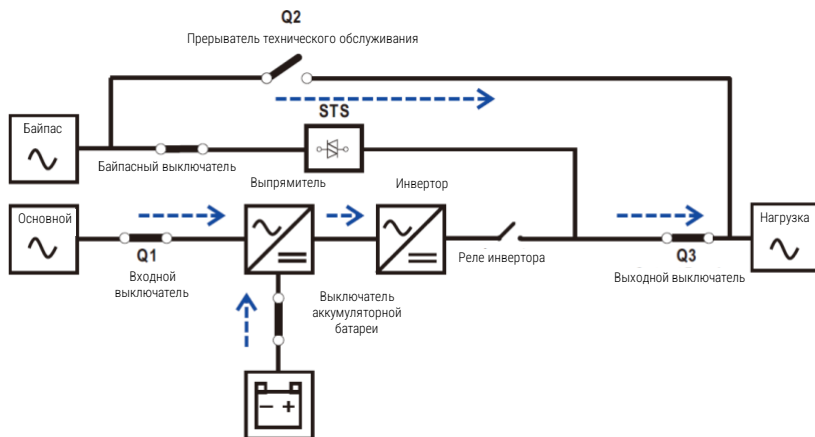 Q2
Прерыватель технического обслуживания
STS
Байпас
Байпасный выключатель
Выпрямитель
Инвертор
Основной
Нагрузка
Q1
Реле инвертора
Q3
Входной
выключатель
Выходной выключатель
Выключатель
аккумуляторной
батареи
− +